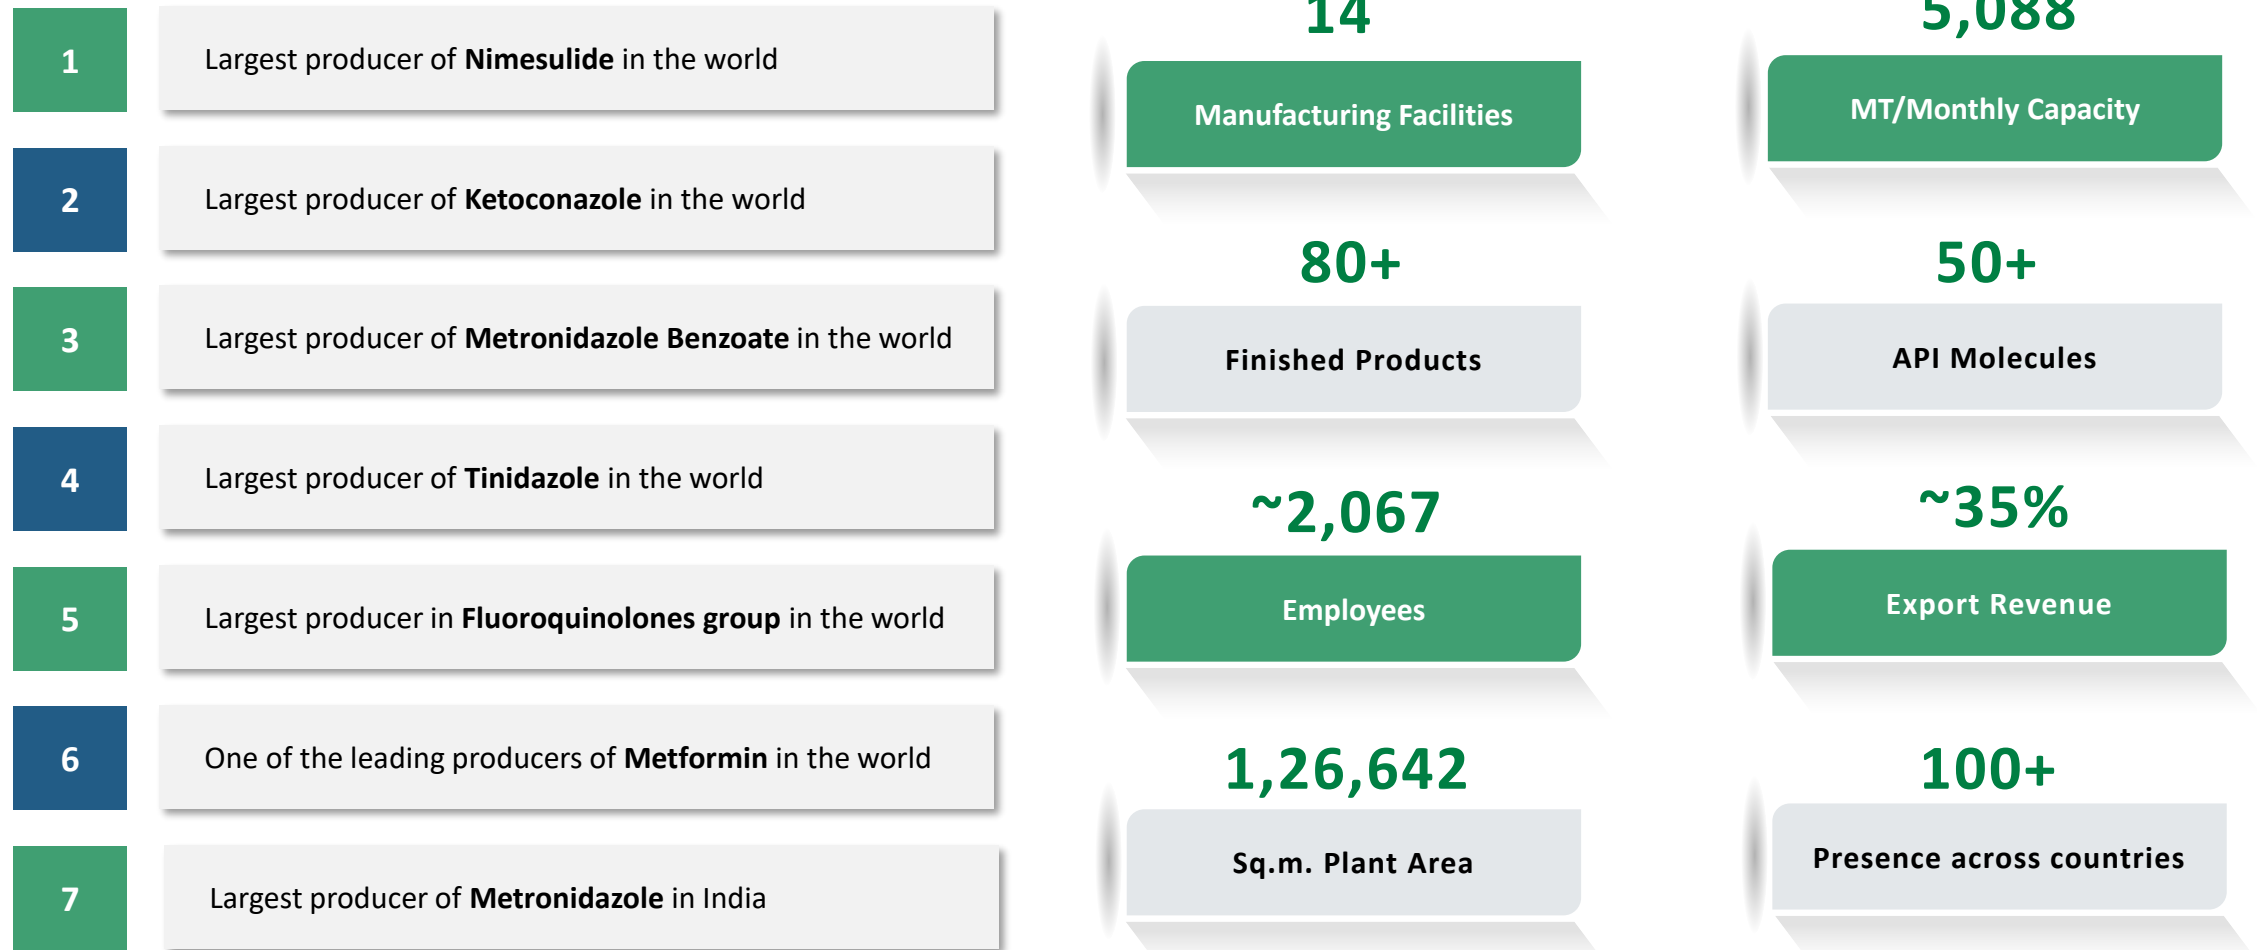 1
Largest producer of Nimesulide in the world
2
Largest producer of Ketoconazole in the world
3
Largest producer of Metronidazole Benzoate in the world
4
Largest producer of Tinidazole in the world
5
Largest producer in Fluoroquinolones group in the world
6
One of the leading producers of Metformin in the world
7
Largest producer of Metronidazole in India
14
Manufacturing Facilities
5,088
MT/Monthly Capacity
80+
Finished Products
50+
API Molecules
~2,067
Employees
~35%
Export Revenue
1,26,642
Sq.m. Plant Area
100+
Presence across countries